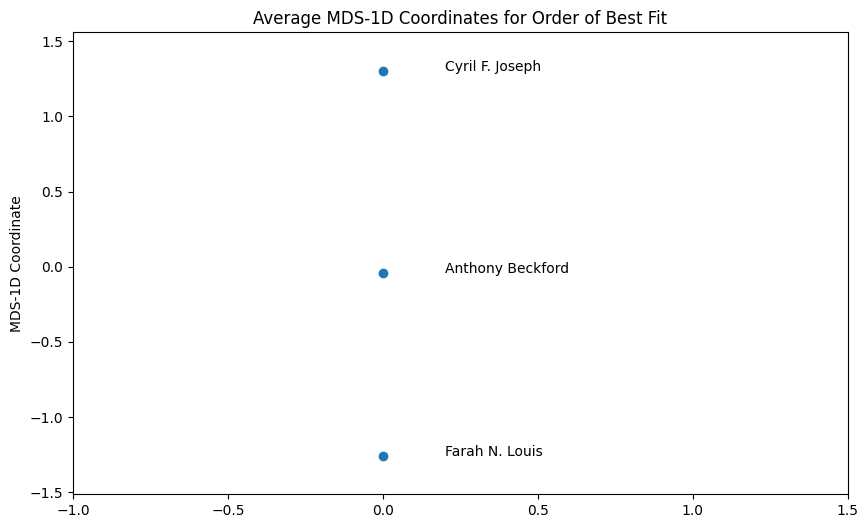 Average MDS-1D Coordinates for Order of Best Fit
MDS-1D Coordinate
1.5
1.0
0.5
0.0
−0.5
−1.0
−1.5
Cyril F. Joseph
Anthony Beckford
Farah N. Louis
−1.0
−0.5
0.0
0.5
1.0
1.5